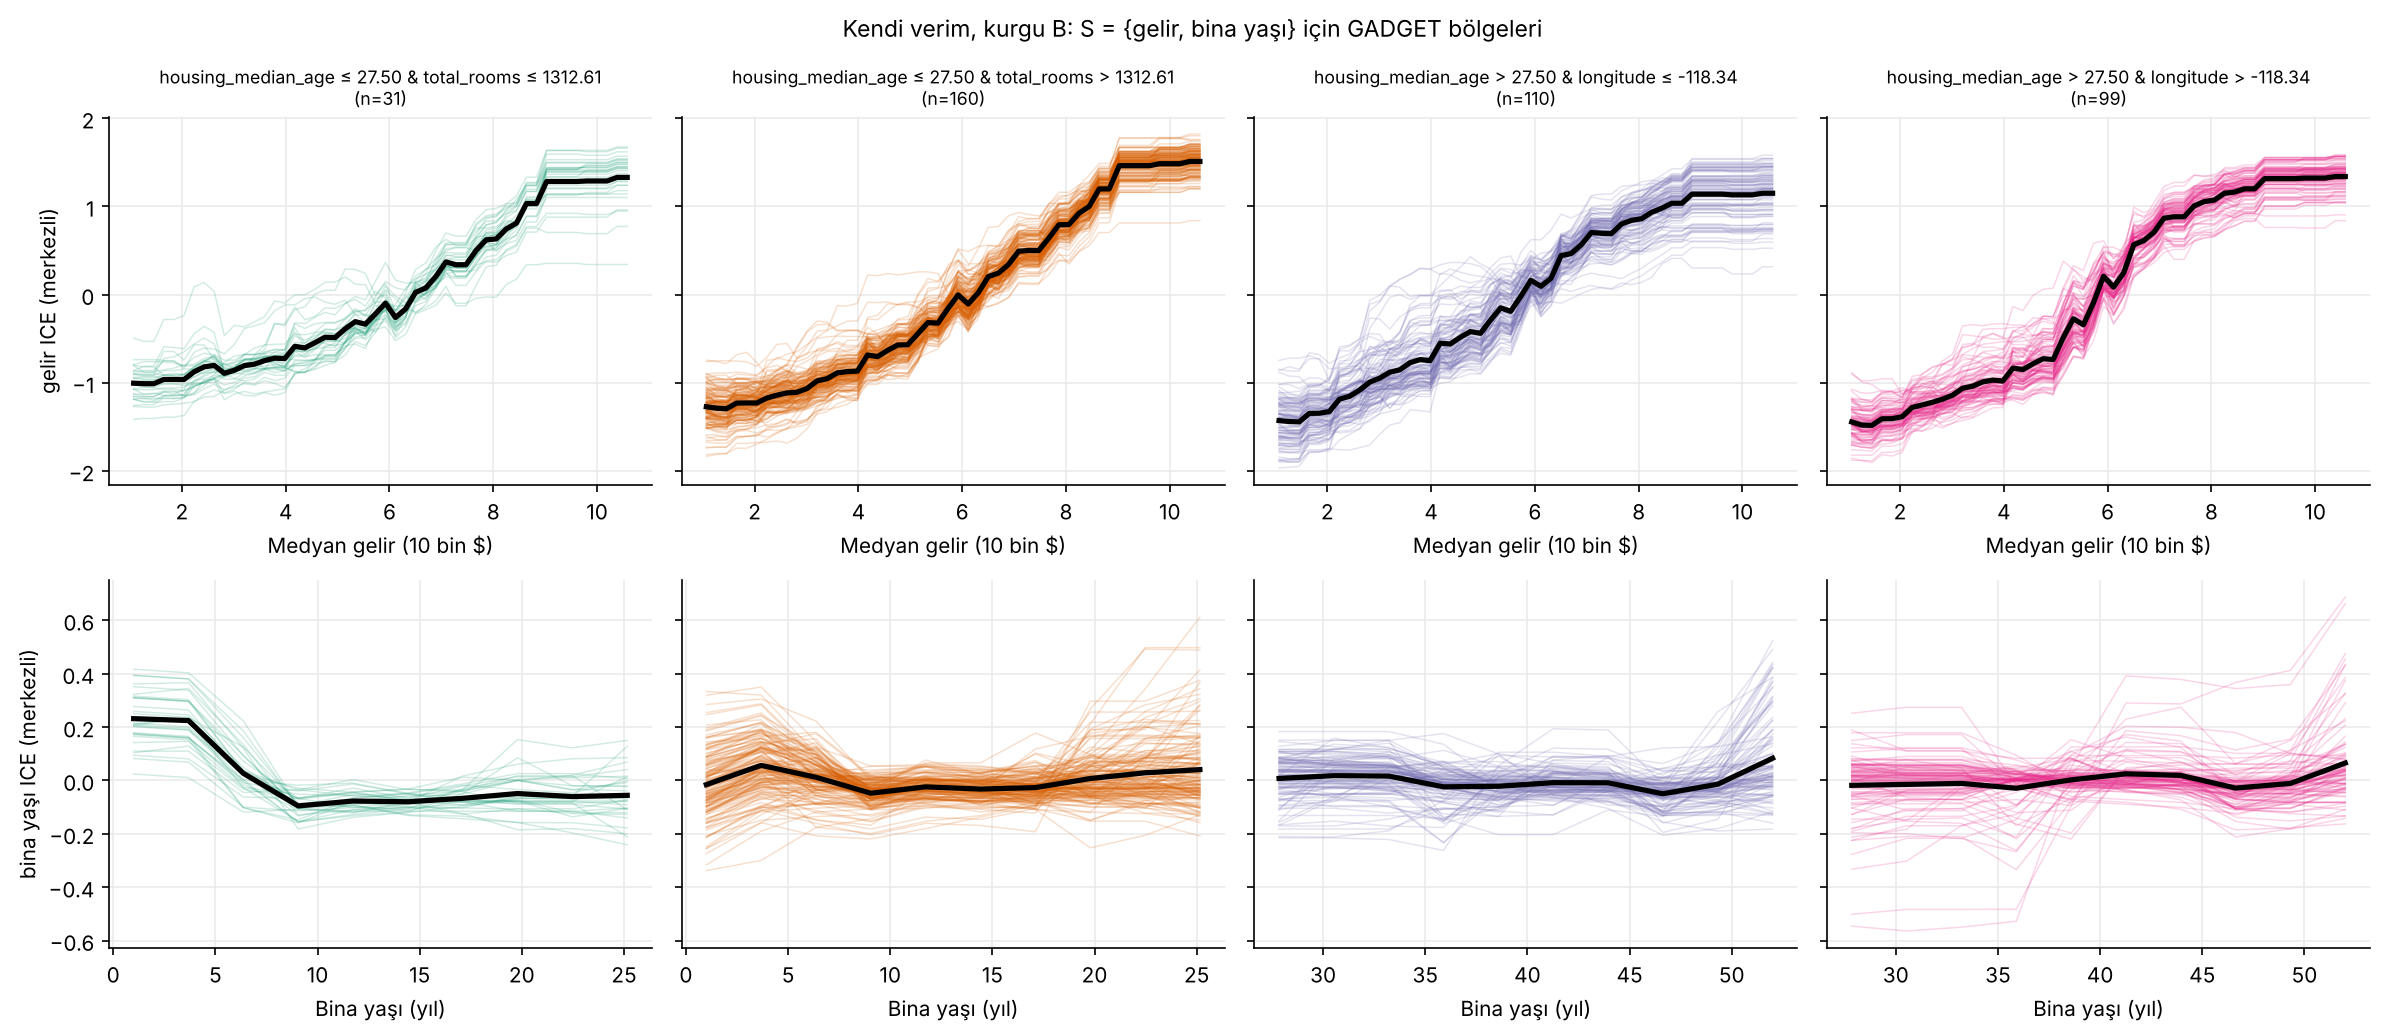 Kendi verim, kurgu B: S = {gelir, bina yaşı} için GADGET bölgeleri
housing_median_age ≤ 27.50 & total_rooms ≤ 1312.61
(n=31)
housing_median_age ≤ 27.50 & total_rooms > 1312.61
(n=160)
housing_median_age > 27.50 & longitude ≤ -118.34
(n=110)
housing_median_age > 27.50 & longitude > -118.34
(n=99)
gelir ICE (merkezli)
2
1
0
−1
−2
2 4 6 8 10
2 4 6 8 10
2 4 6 8 10
2 4 6 8 10
Medyan gelir (10 bin $)
Medyan gelir (10 bin $)
Medyan gelir (10 bin $)
Medyan gelir (10 bin $)
bina yaşı ICE (merkezli)
0.6
0.4
0.2
0.0
−0.2
−0.4
−0.6
0 5 10 15 20 25
0 5 10 15 20 25
30 35 40 45 50
30 35 40 45 50
Bina yaşı (yıl)
Bina yaşı (yıl)
Bina yaşı (yıl)
Bina yaşı (yıl)